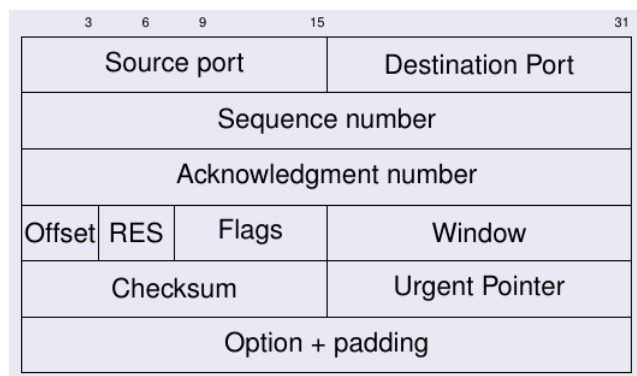 3 6 9 15 31
Source port Destination Port
Sequence number
Acknowledgment number
Offset RES Flags Window
Checksum Urgent Pointer
Option + padding